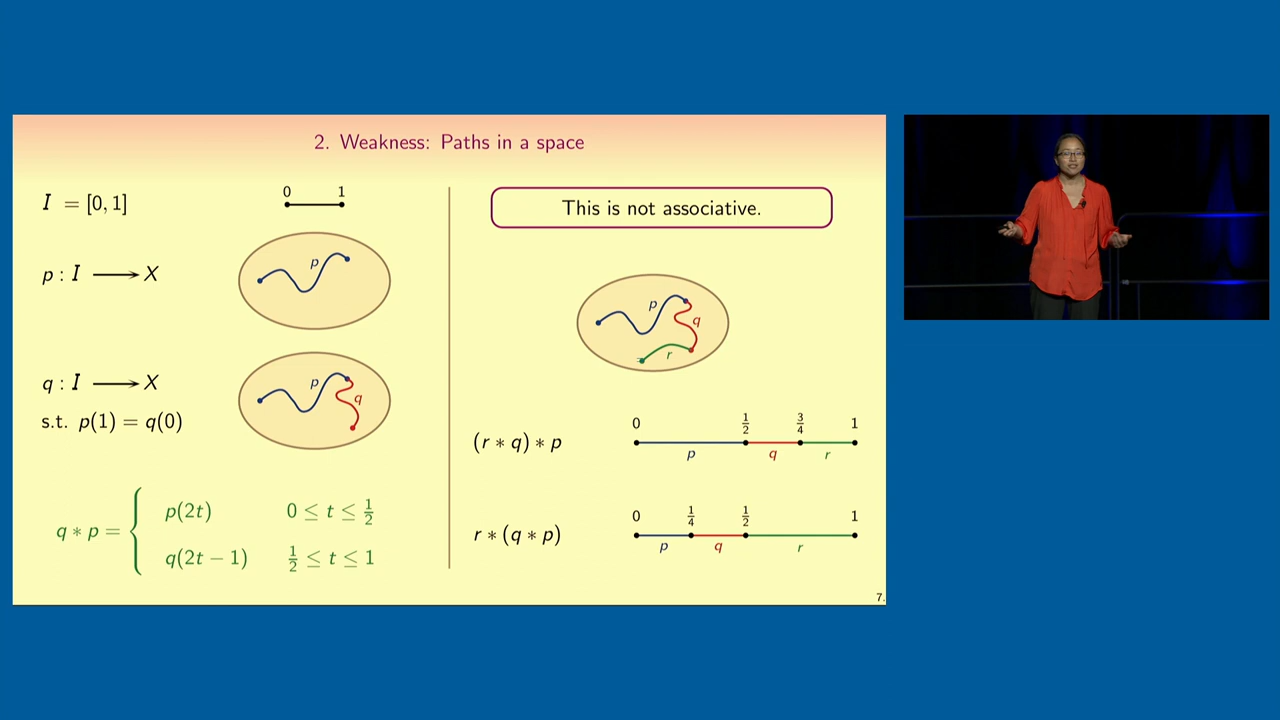 2. Weakness: Paths in a space
I = [0, 1]
0 1
p : I ⟶ X
p
q : I ⟶ X
s.t. p(1) = q(0)
p q
q ∗ p = { p(2t) 0 ≤ t ≤ 1/2
q(2t − 1) 1/2 ≤ t ≤ 1
This is not associative.
p q r
(r ∗ q) ∗ p
0 1/2 3/4 1
p q r
r ∗ (q ∗ p)
0 1/4 1/2 1
p q r
7.